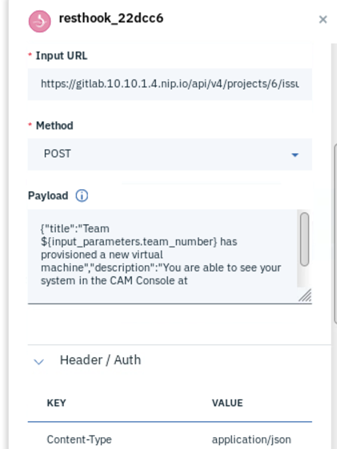 resthook_22dcc6
* Input URL
https://gitlab.10.10.1.4.nip.io/api/v4/projects/6/issu
* Method
POST
Payload
{"title":"Team
${input_parameters.team_number} has
provisioned a new virtual
machine","description":"You are able to see your
system in the CAM Console at
Header / Auth
KEY VALUE
Content-Type application/json